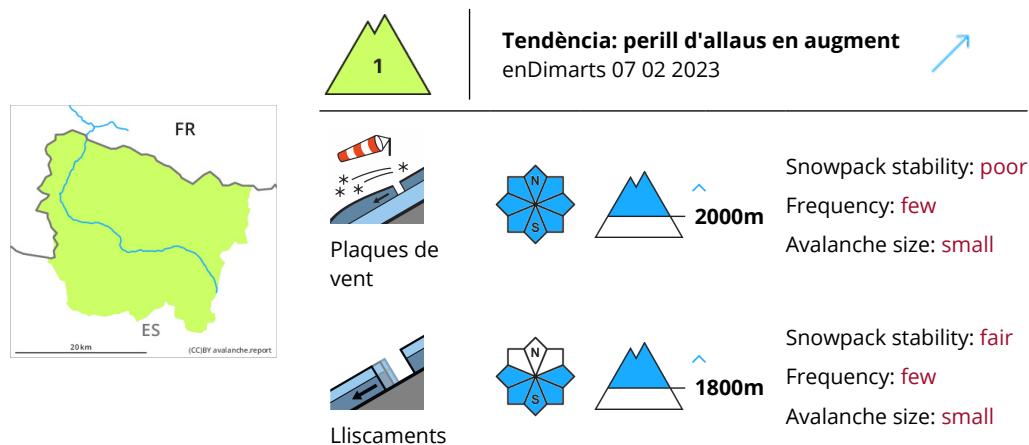 1
Tendència: perill d'allaus en augment
enDimarts 07 02 2023
FR
ES
20 km
(CC)BY avalanche.report
N
S
2000m
Plaques de
vent
Snowpack stability: poor
Frequency: few
Avalanche size: small
N
S
1800m
Lliscaments
Snowpack stability: fair
Frequency: few
Avalanche size: small